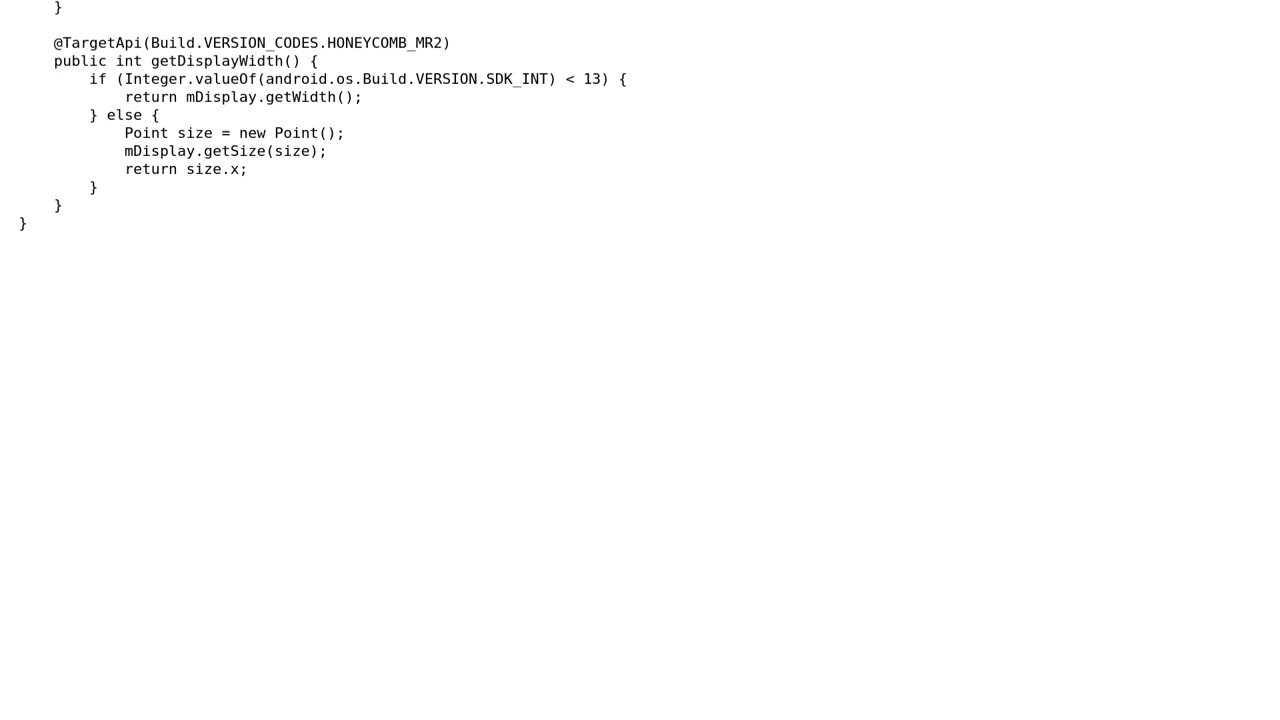 }

    @TargetApi(Build.VERSION_CODES.HONEYCOMB_MR2)
    public int getDisplayWidth() {
        if (Integer.valueOf(android.os.Build.VERSION.SDK_INT) < 13) {
            return mDisplay.getWidth();
        } else {
            Point size = new Point();
            mDisplay.getSize(size);
            return size.x;
        }
    }
}